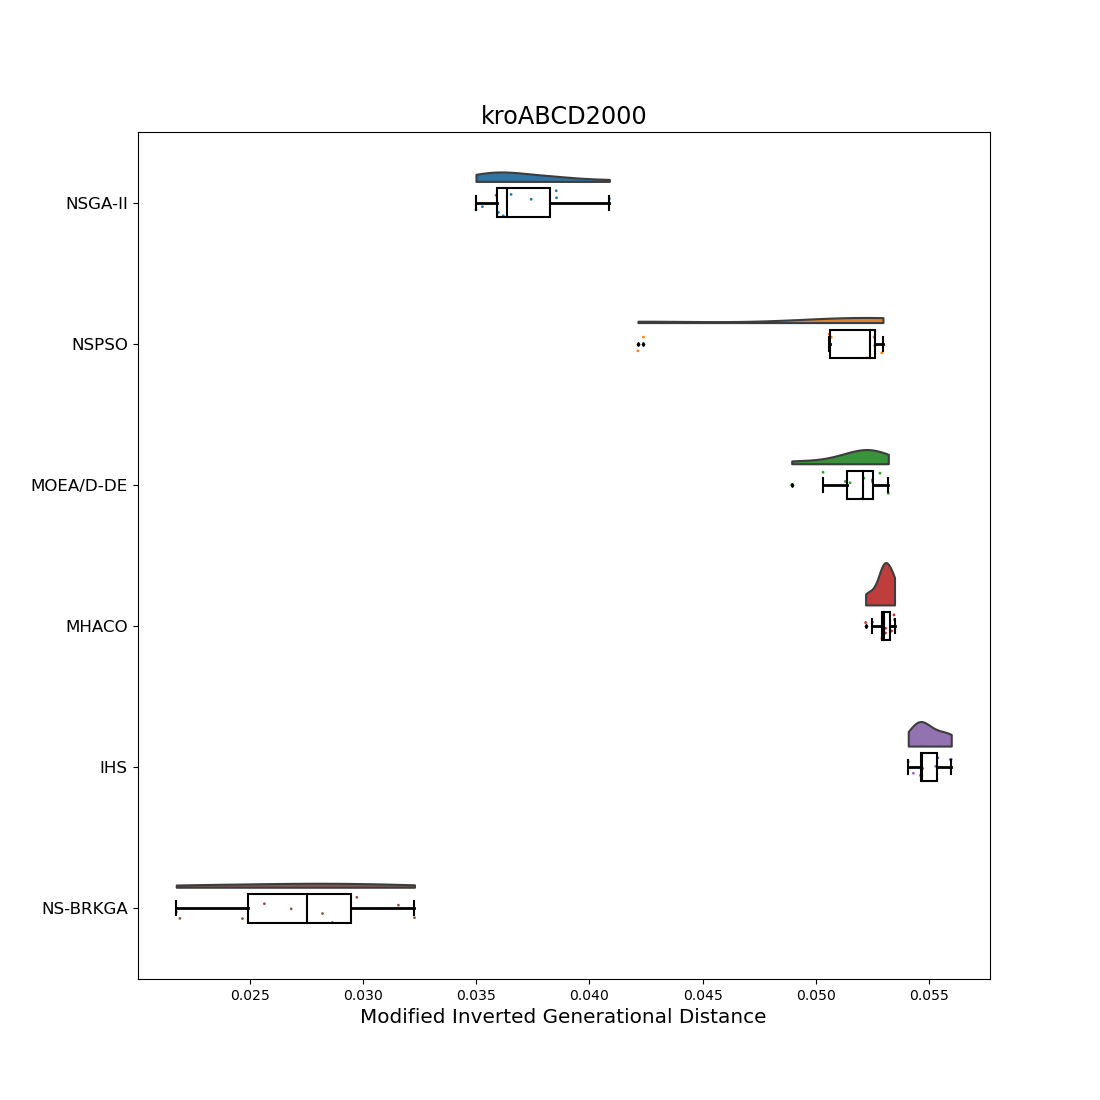 kroABCD2000
NSGA-II
NSPSO
MOEA/D-DE
MHACO
IHS
NS-BRKGA
0.025 0.030 0.035 0.040 0.045 0.050 0.055
Modified Inverted Generational Distance